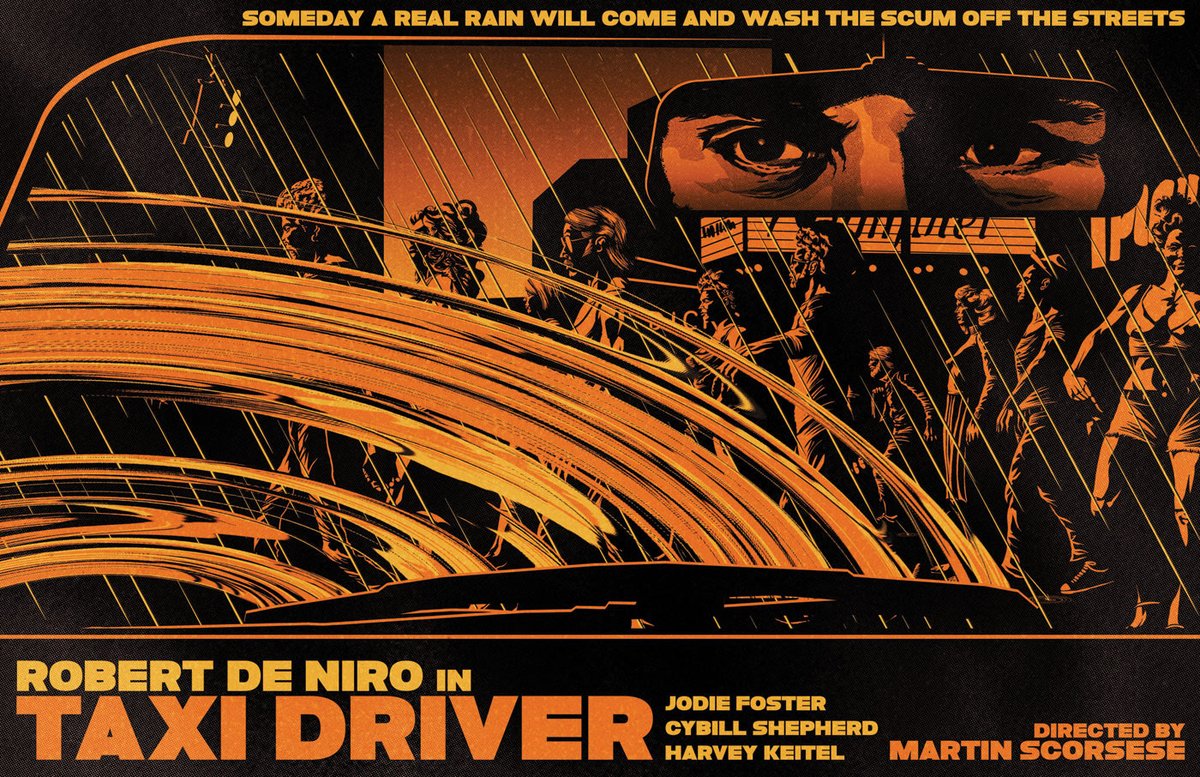 SOMEDAY A REAL RAIN WILL COME AND WASH THE SCUM OFF THE STREETS
ROBERT DE NIRO IN
TAXI DRIVER
JODIE FOSTER
CYBILL SHEPHERD
HARVEY KEITEL
DIRECTED BY
MARTIN SCORSESE